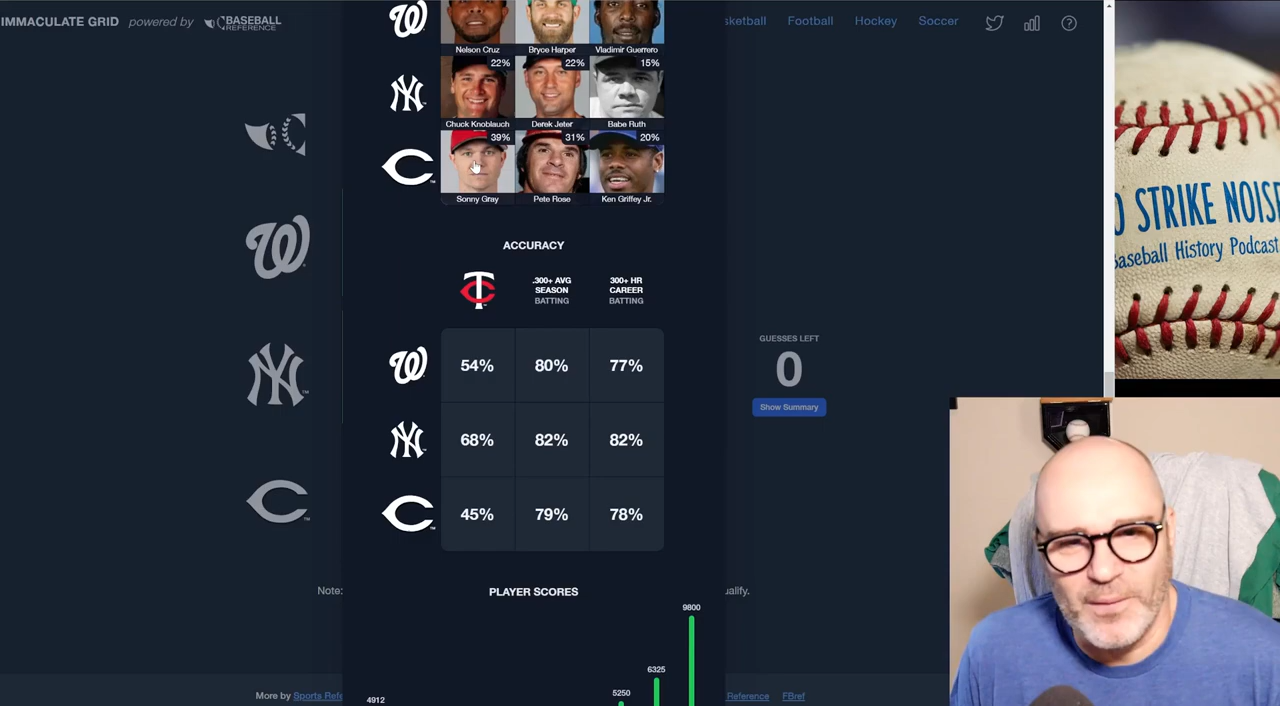 IMMACULATE GRID powered by BASEBALL REFERENCE
sketball Football Hockey Soccer
Nelson Cruz Bryce Harper Vladimir Guerrero
22% 22% 15%
Chuck Knoblauch Derek Jeter Babe Ruth
39% 31% 20%
Sonny Gray Pete Rose Ken Griffey Jr.
ACCURACY
.300+ AVG SEASON BATTING
300+ HR CAREER BATTING
54% 80% 77%
68% 82% 82%
45% 79% 78%
GUESSES LEFT
0
Show Summary
Note:
ualify.
PLAYER SCORES
9800
6325
5250
4912
More by Sports Refe
Reference FBref
O STRIKE NOISE
Baseball History Podcast